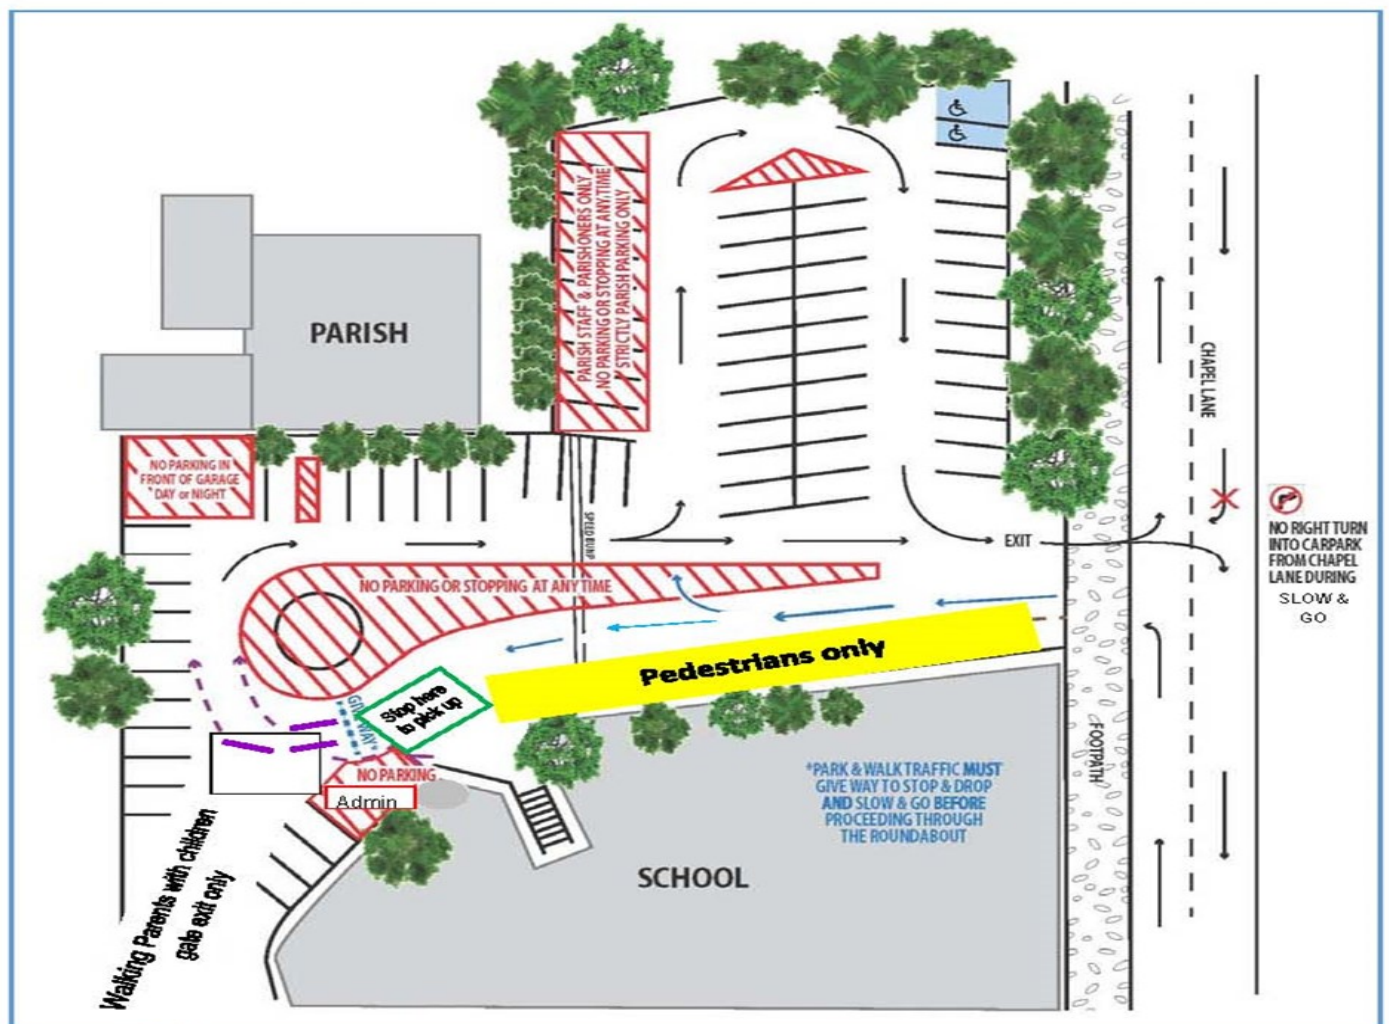 PARISH STAFF & PARISHONERS ONLY
NO PARKING OR STOPPING AT ANY TIME
STRICTLY PARISH PARKING ONLY
PARISH
CHAPEL LANE
NO PARKING IN
FRONT OF GARAGE
DAY or NIGHT
SPEED BUMP
EXIT
NO RIGHT TURN
INTO CARPARK
FROM CHAPEL
LANE DURING
SLOW &
GO
NO PARKING OR STOPPING AT ANY TIME
Pedestrians only
Stop here
to pick up
GIVE WAY*
NO PARKING
Admin
FOOTPATH
*PARK & WALK TRAFFIC MUST
GIVE WAY TO STOP & DROP
AND SLOW & GO BEFORE
PROCEEDING THROUGH
THE ROUNDABOUT
SCHOOL
Walking Parents with children
gate exit only